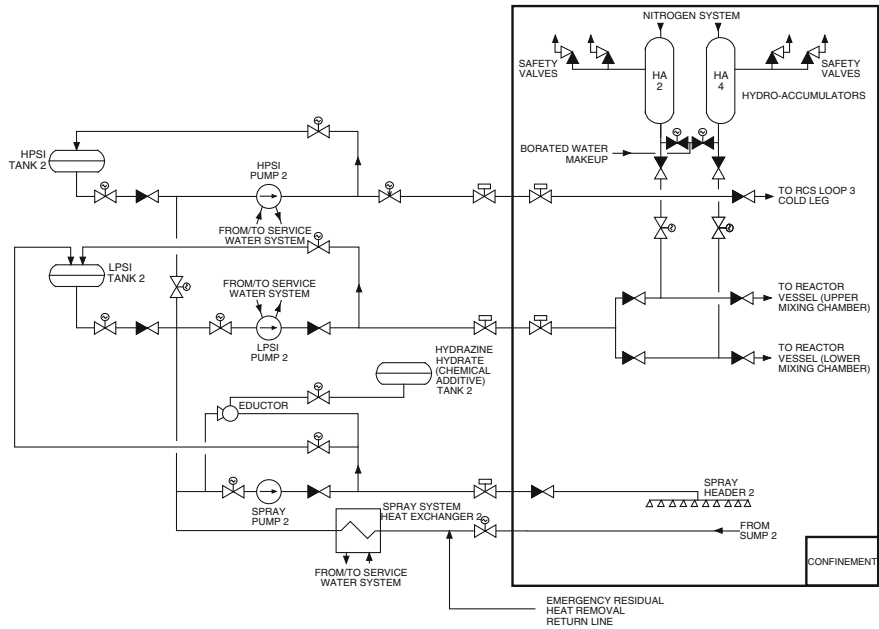 NITROGEN SYSTEM
SAFETY
VALVES
HA
2
HA
4
SAFETY
VALVES
HYDRO-ACCUMULATORS
BORATED WATER
MAKEUP
HPSI
TANK 2
HPSI
PUMP 2
FROM/TO SERVICE
WATER SYSTEM
TO RCS LOOP 3
COLD LEG
LPSI
TANK 2
FROM/TO SERVICE
WATER SYSTEM
LPSI
PUMP 2
TO REACTOR
VESSEL (UPPER
MIXING CHAMBER)
TO REACTOR
VESSEL (LOWER
MIXING CHAMBER)
HYDRAZINE
HYDRATE
(CHEMICAL
ADDITIVE)
TANK 2
EDUCTOR
SPRAY
PUMP 2
SPRAY SYSTEM
HEAT EXCHANGER 2
SPRAY
HEADER 2
FROM
SUMP 2
FROM/TO SERVICE
WATER SYSTEM
CONFINEMENT
EMERGENCY RESIDUAL
HEAT REMOVAL
RETURN LINE